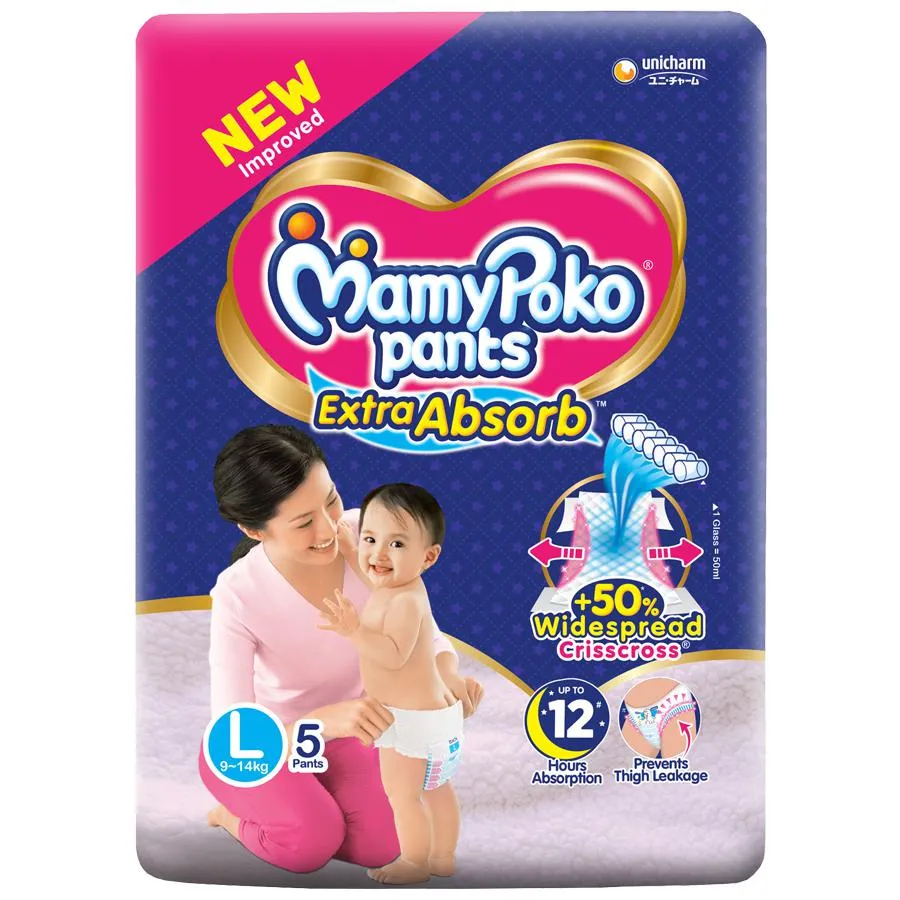 NEW
Improved
unicharm
ユニ・チャーム
MamyPoko®
pants
Extra Absorb™
▲1 Glass = 50ml
+50%
Widespread
Crisscross®
L
9~14kg
5
Pants
UP TO
12#
Hours
Absorption
Prevents
Thigh Leakage